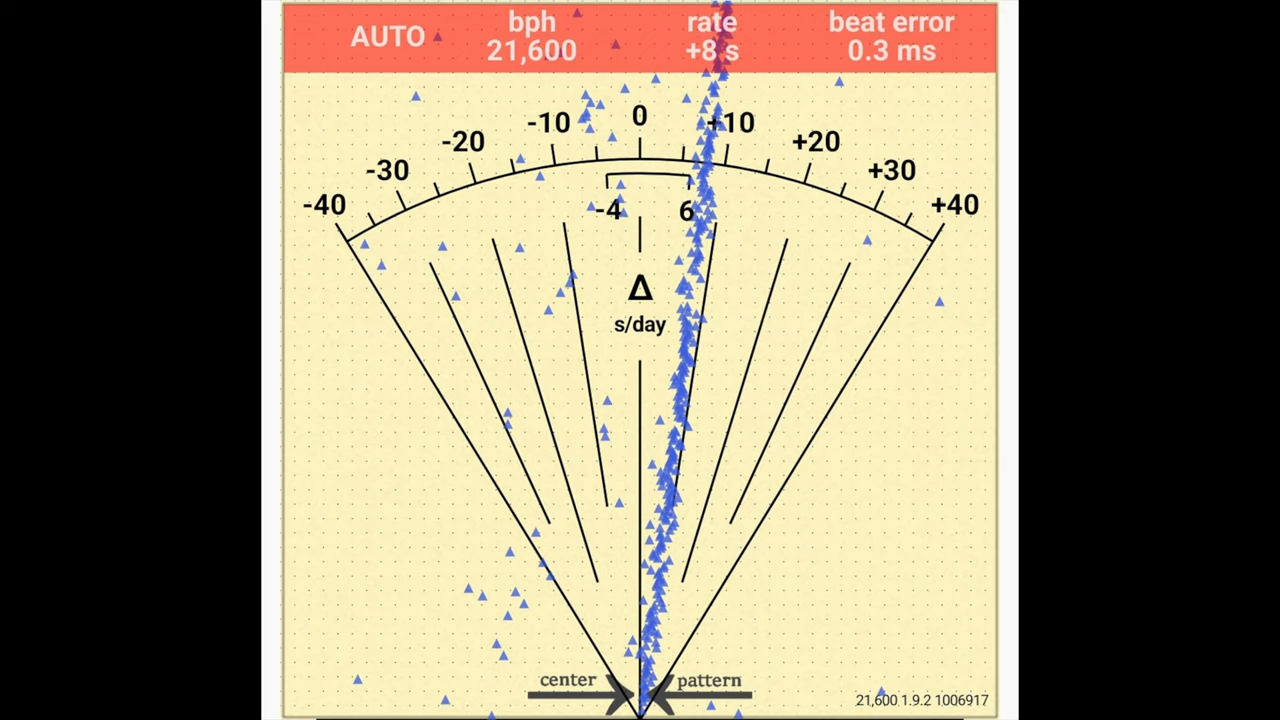 AUTO
bph
21,600
rate
+8 s
beat error
0.3 ms
-40
-30
-20
-10
0
+10
+20
+30
+40
-4
6
Δ
s/day
center
pattern
21,600 1.9.2 1006917